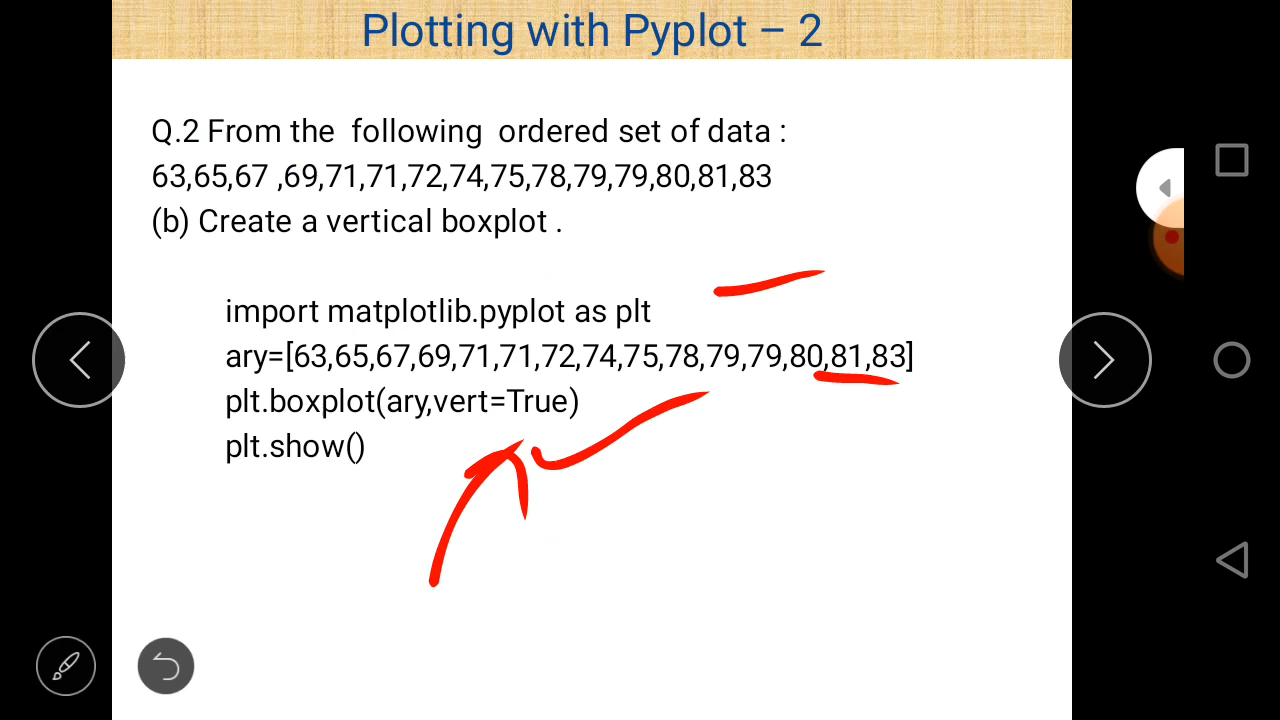 Plotting with Pyplot – 2
Q.2 From the following ordered set of data :
63,65,67 ,69,71,71,72,74,75,78,79,79,80,81,83
(b) Create a vertical boxplot .
import matplotlib.pyplot as plt
ary=[63,65,67,69,71,71,72,74,75,78,79,79,80,81,83]
plt.boxplot(ary,vert=True)
plt.show()